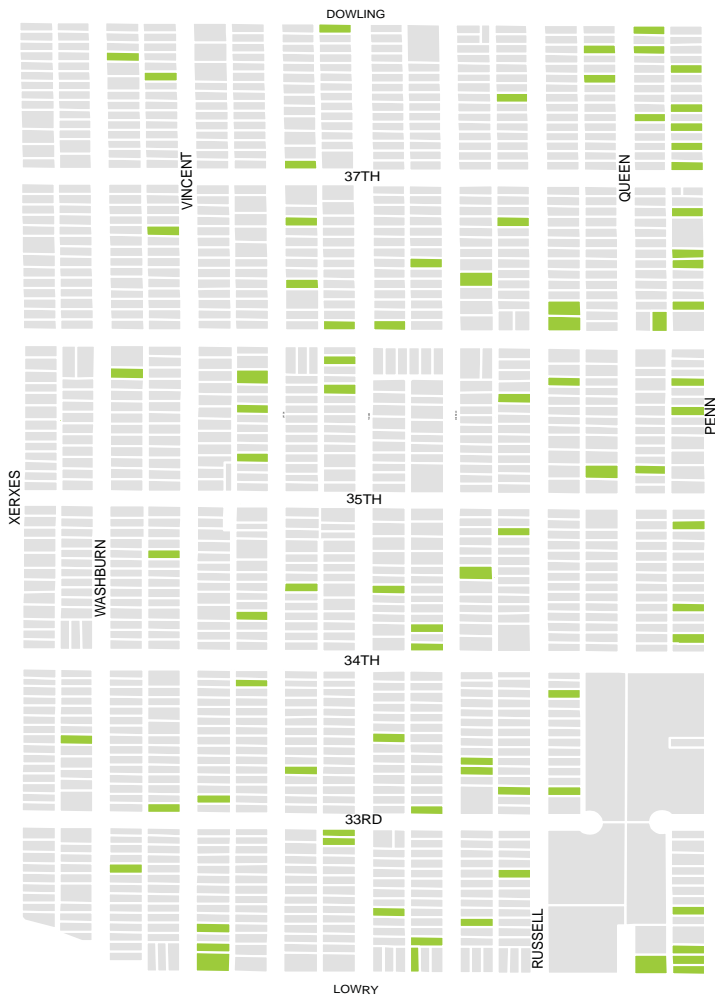 DOWLING
VINCENT
37TH
QUEEN
PENN
XERXES
35TH
WASHBURN
34TH
33RD
RUSSELL
LOWRY